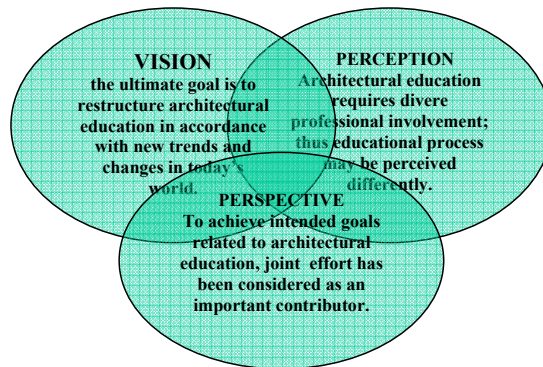 VISION
the ultimate goal is to
restructure architectural
education in accordance
with new trends and
changes in today's
world.
PERCEPTION
Architectural education
requires divere
professional involvement;
thus educational process
may be perceived
differently.
PERSPECTIVE
To achieve intended goals
related to architectural
education, joint effort has
been considered as an
important contributor.